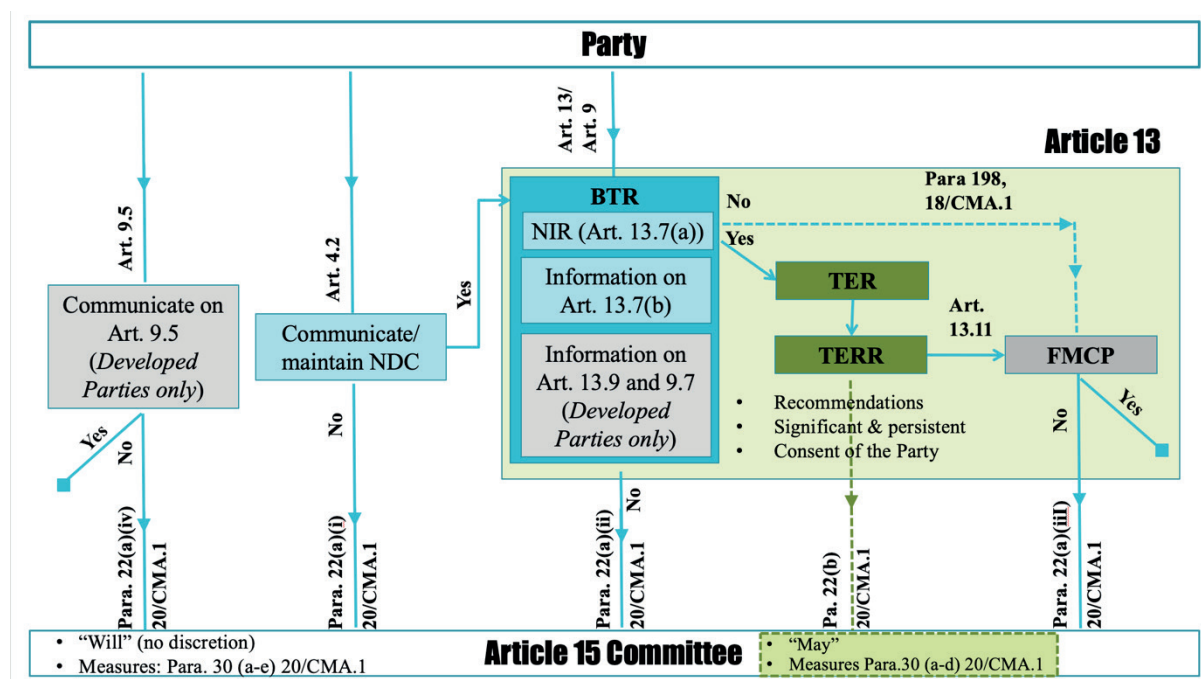 Party
Art. 9.5
Art. 4.2
Art. 13/
Art. 9
Article 13
Communicate on
Art. 9.5
(Developed
Parties only)
Yes
No
Communicate/
maintain NDC
Yes
No
BTR
NIR (Art. 13.7(a))
Information on
Art. 13.7(b)
Information on
Art. 13.9 and 9.7
(Developed
Parties only)
No
No
Yes
Para 198,
18/CMA.1
TER
TERR
Art.
13.11
FMCP
• Recommendations
• Significant & persistent
• Consent of the Party
No
Yes
Para. 22(a)(iv)
20/CMA.1
Para. 22(a)(i)
20/CMA.1
Para. 22(a)(ii)
20/CMA.1
Pa. 22(b)
20/CMA.1
Para. 22(a)(iiI)
20/CMA.1
• “Will” (no discretion)
• Measures: Para. 30 (a-e) 20/CMA.1
Article 15 Committee
• “May”
• Measures Para.30 (a-d) 20/CMA.1